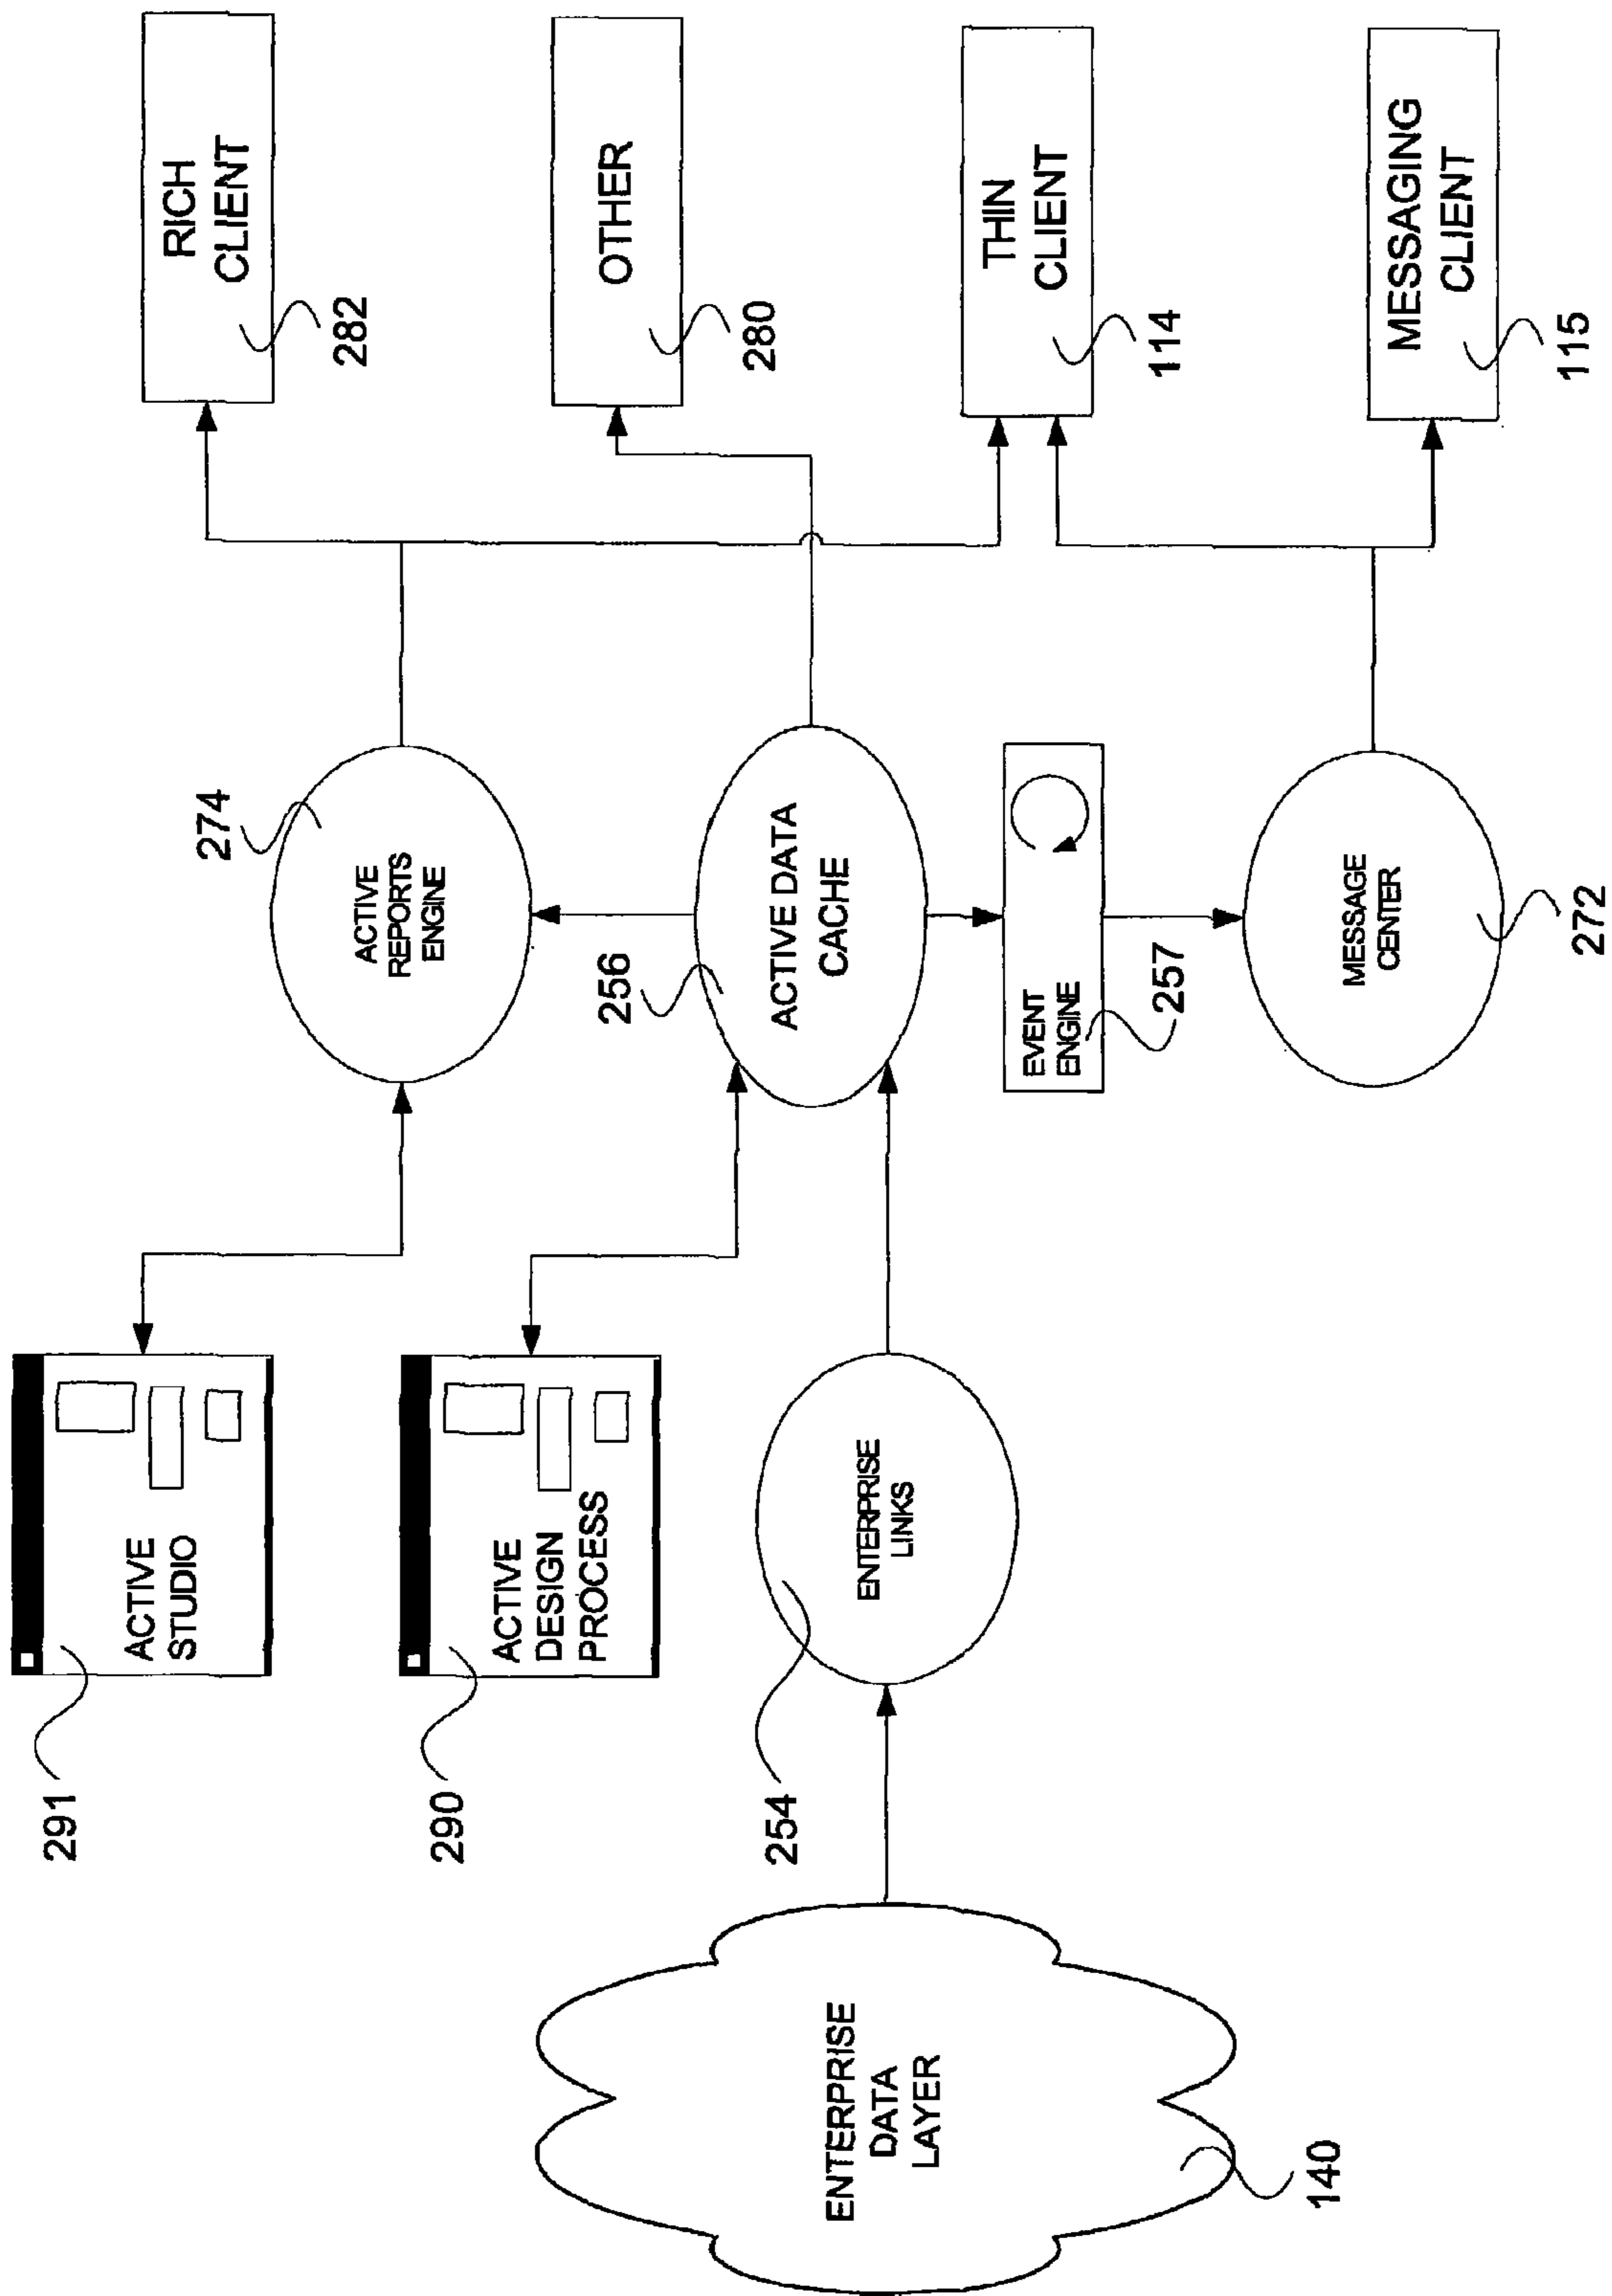 291
ACTIVE
STUDIO
290
ACTIVE
DESIGN
PROCESS
ENTERPRISE
DATA
LAYER
140
254
ENTERPRISE
LINKS
274
ACTIVE
REPORTS
ENGINE
256
ACTIVE DATA
CACHE
EVENT
ENGINE
257
MESSAGE
CENTER
272
RICH
CLIENT
282
OTHER
280
THIN
CLIENT
114
MESSAGING
CLIENT
115